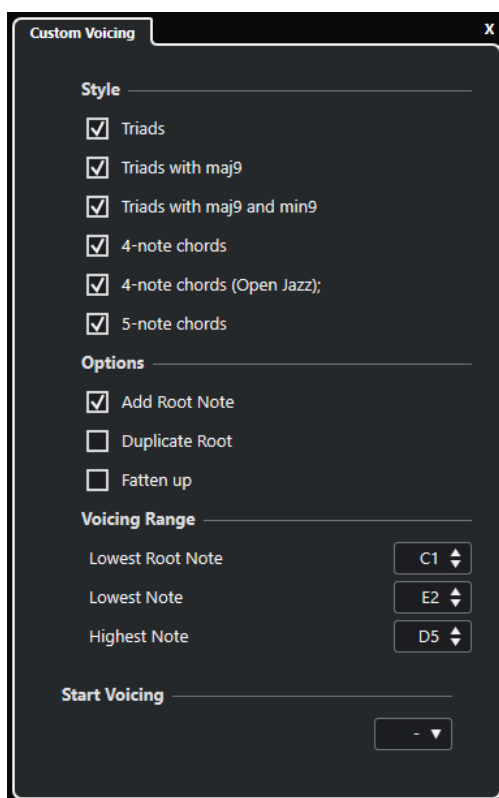 Custom Voicing
x
Style
Triads
Triads with maj9
Triads with maj9 and min9
4-note chords
4-note chords (Open Jazz);
5-note chords
Options
Add Root Note
Duplicate Root
Fatten up
Voicing Range
Lowest Root Note C1
Lowest Note E2
Highest Note D5
Start Voicing
-